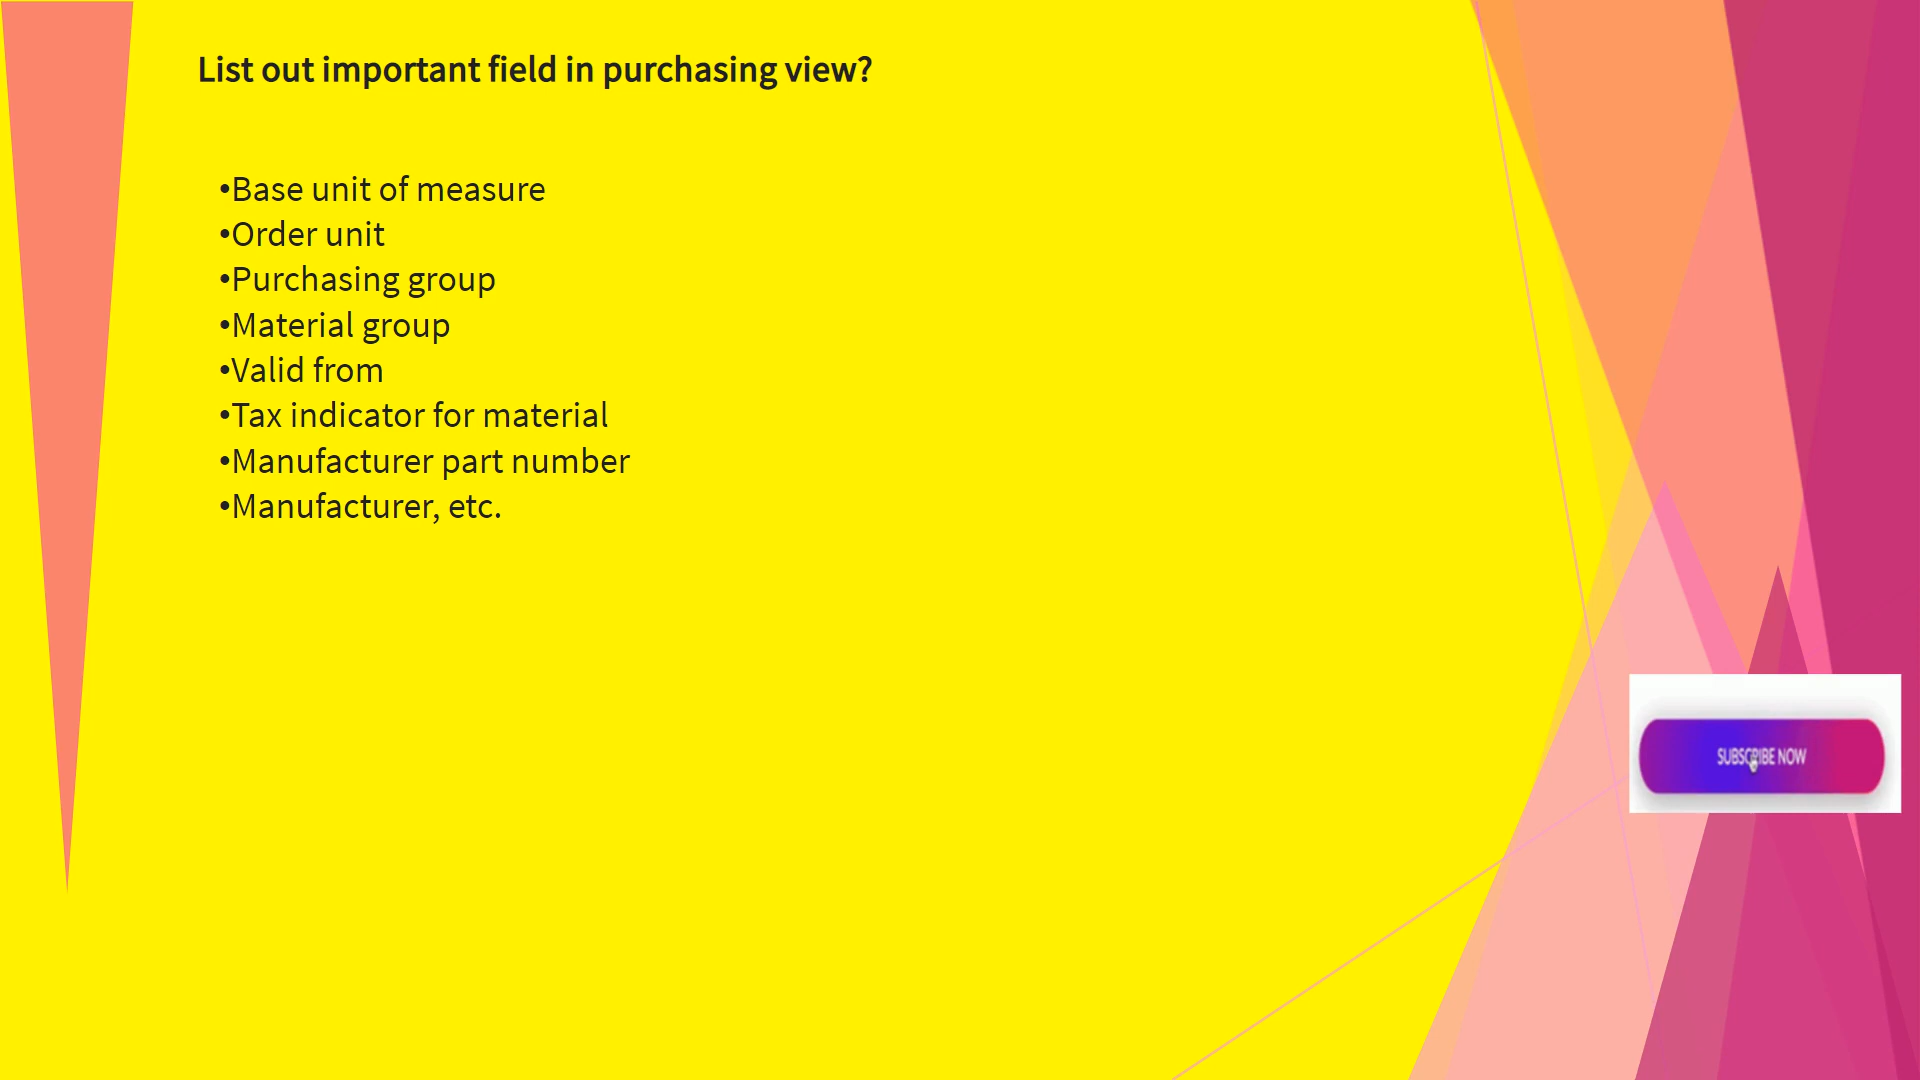 List out important field in purchasing view?
•Base unit of measure
•Order unit
•Purchasing group
•Material group
•Valid from
•Tax indicator for material
•Manufacturer part number
•Manufacturer, etc.
SUBSCRIBE NOW